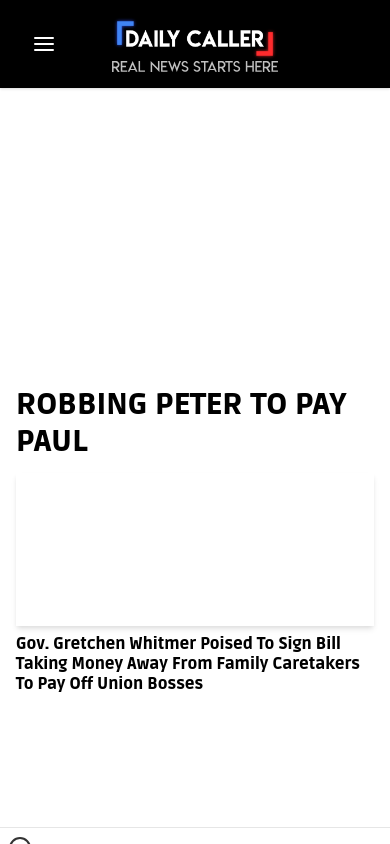 DAILY CALLER
REAL NEWS STARTS HERE
ROBBING PETER TO PAY
PAUL
Gov. Gretchen Whitmer Poised To Sign Bill
Taking Money Away From Family Caretakers
To Pay Off Union Bosses